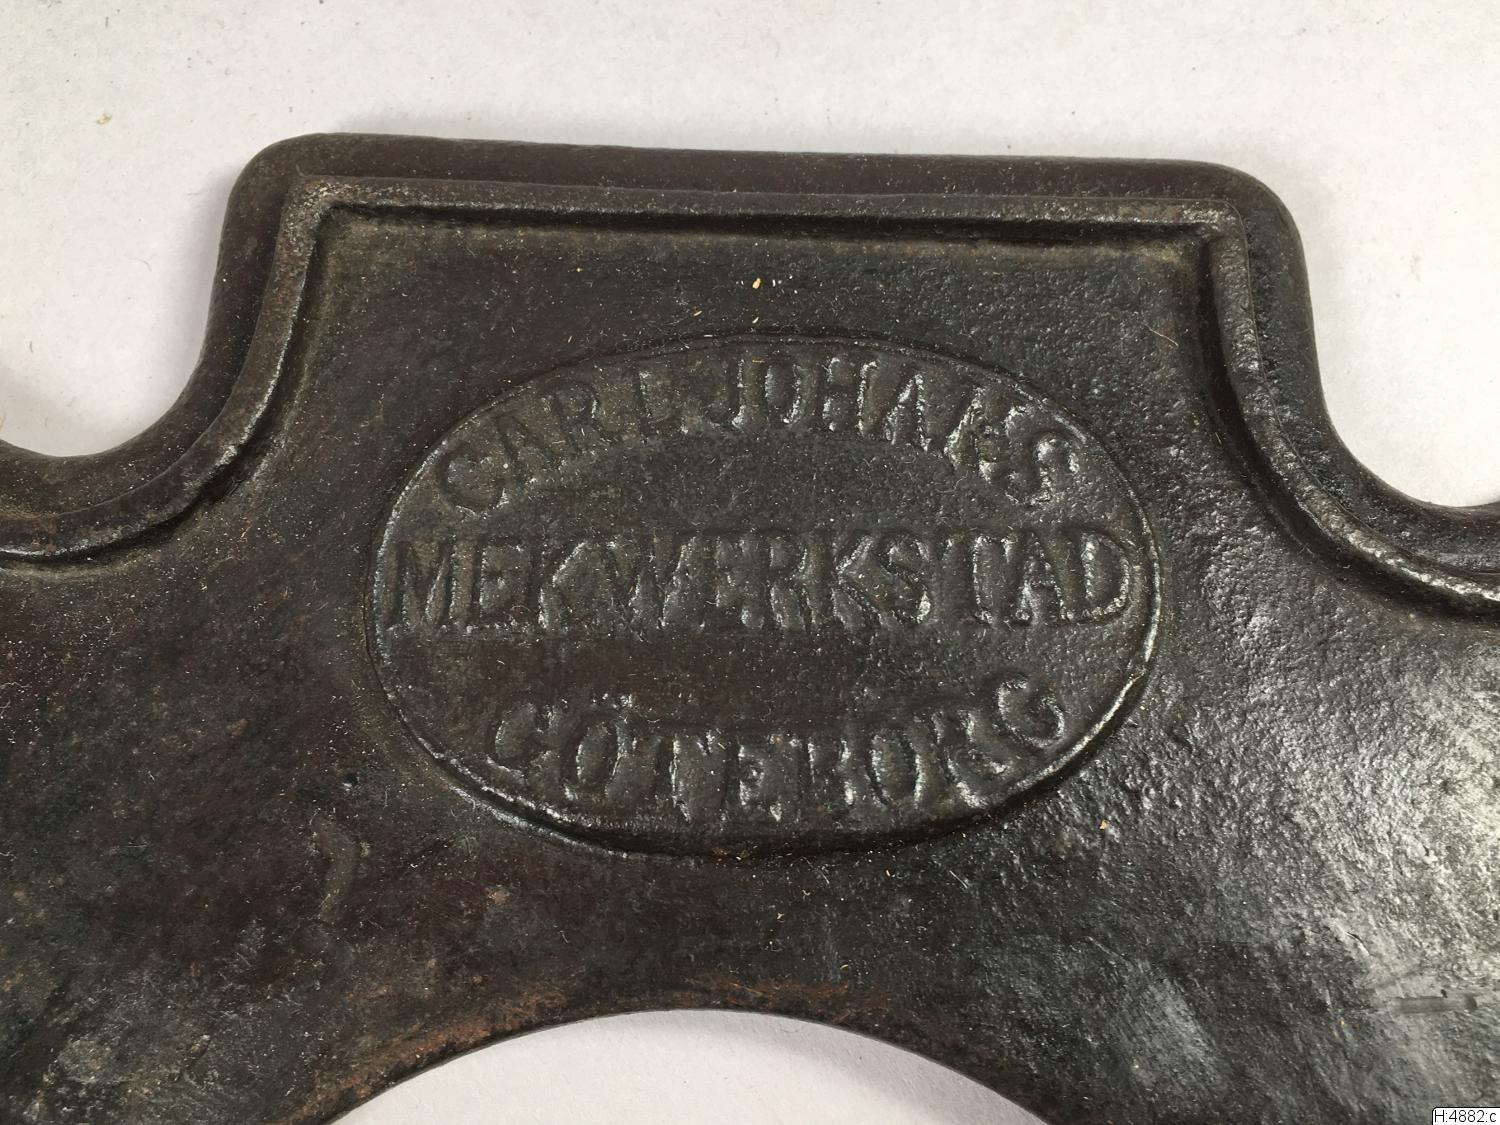 CARL JOHANS
MEK WERKSTAD
GÖTEBORG
H:4882:c